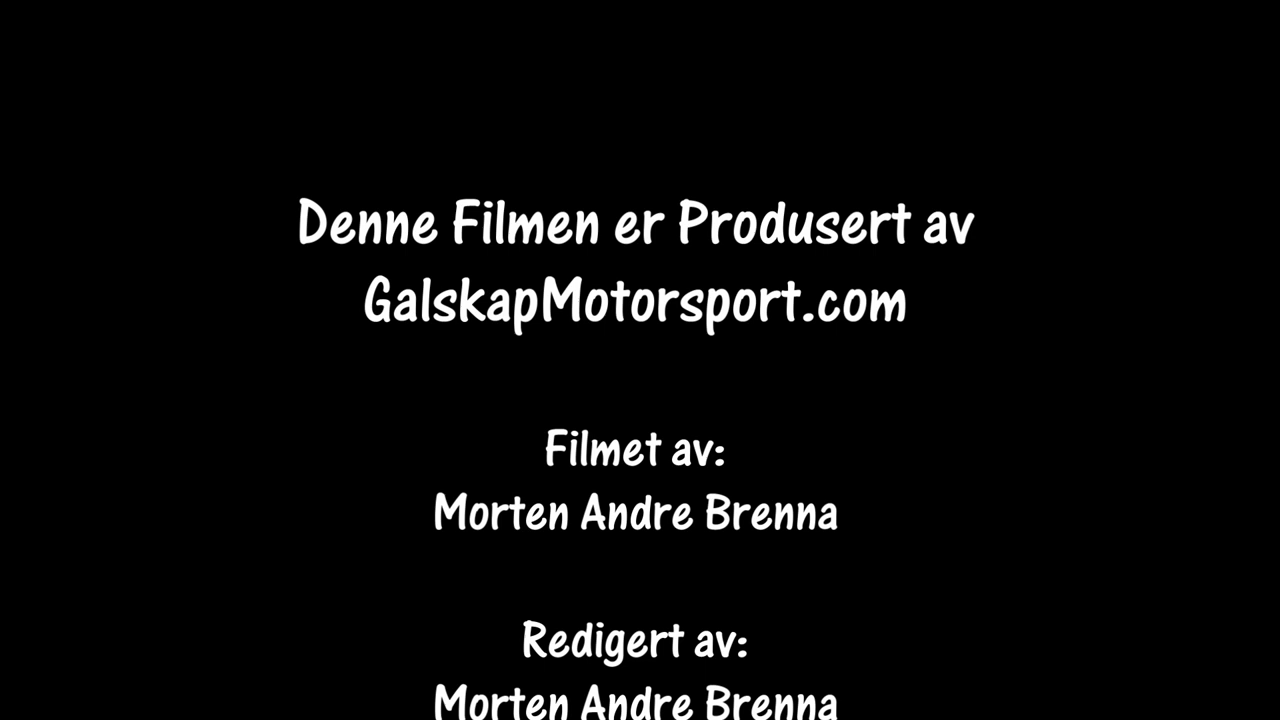 Denne Filmen er Produsert av
GalskapMotorsport.com
Filmet av:
Morten Andre Brenna
Redigert av:
Morten Andre Brenna